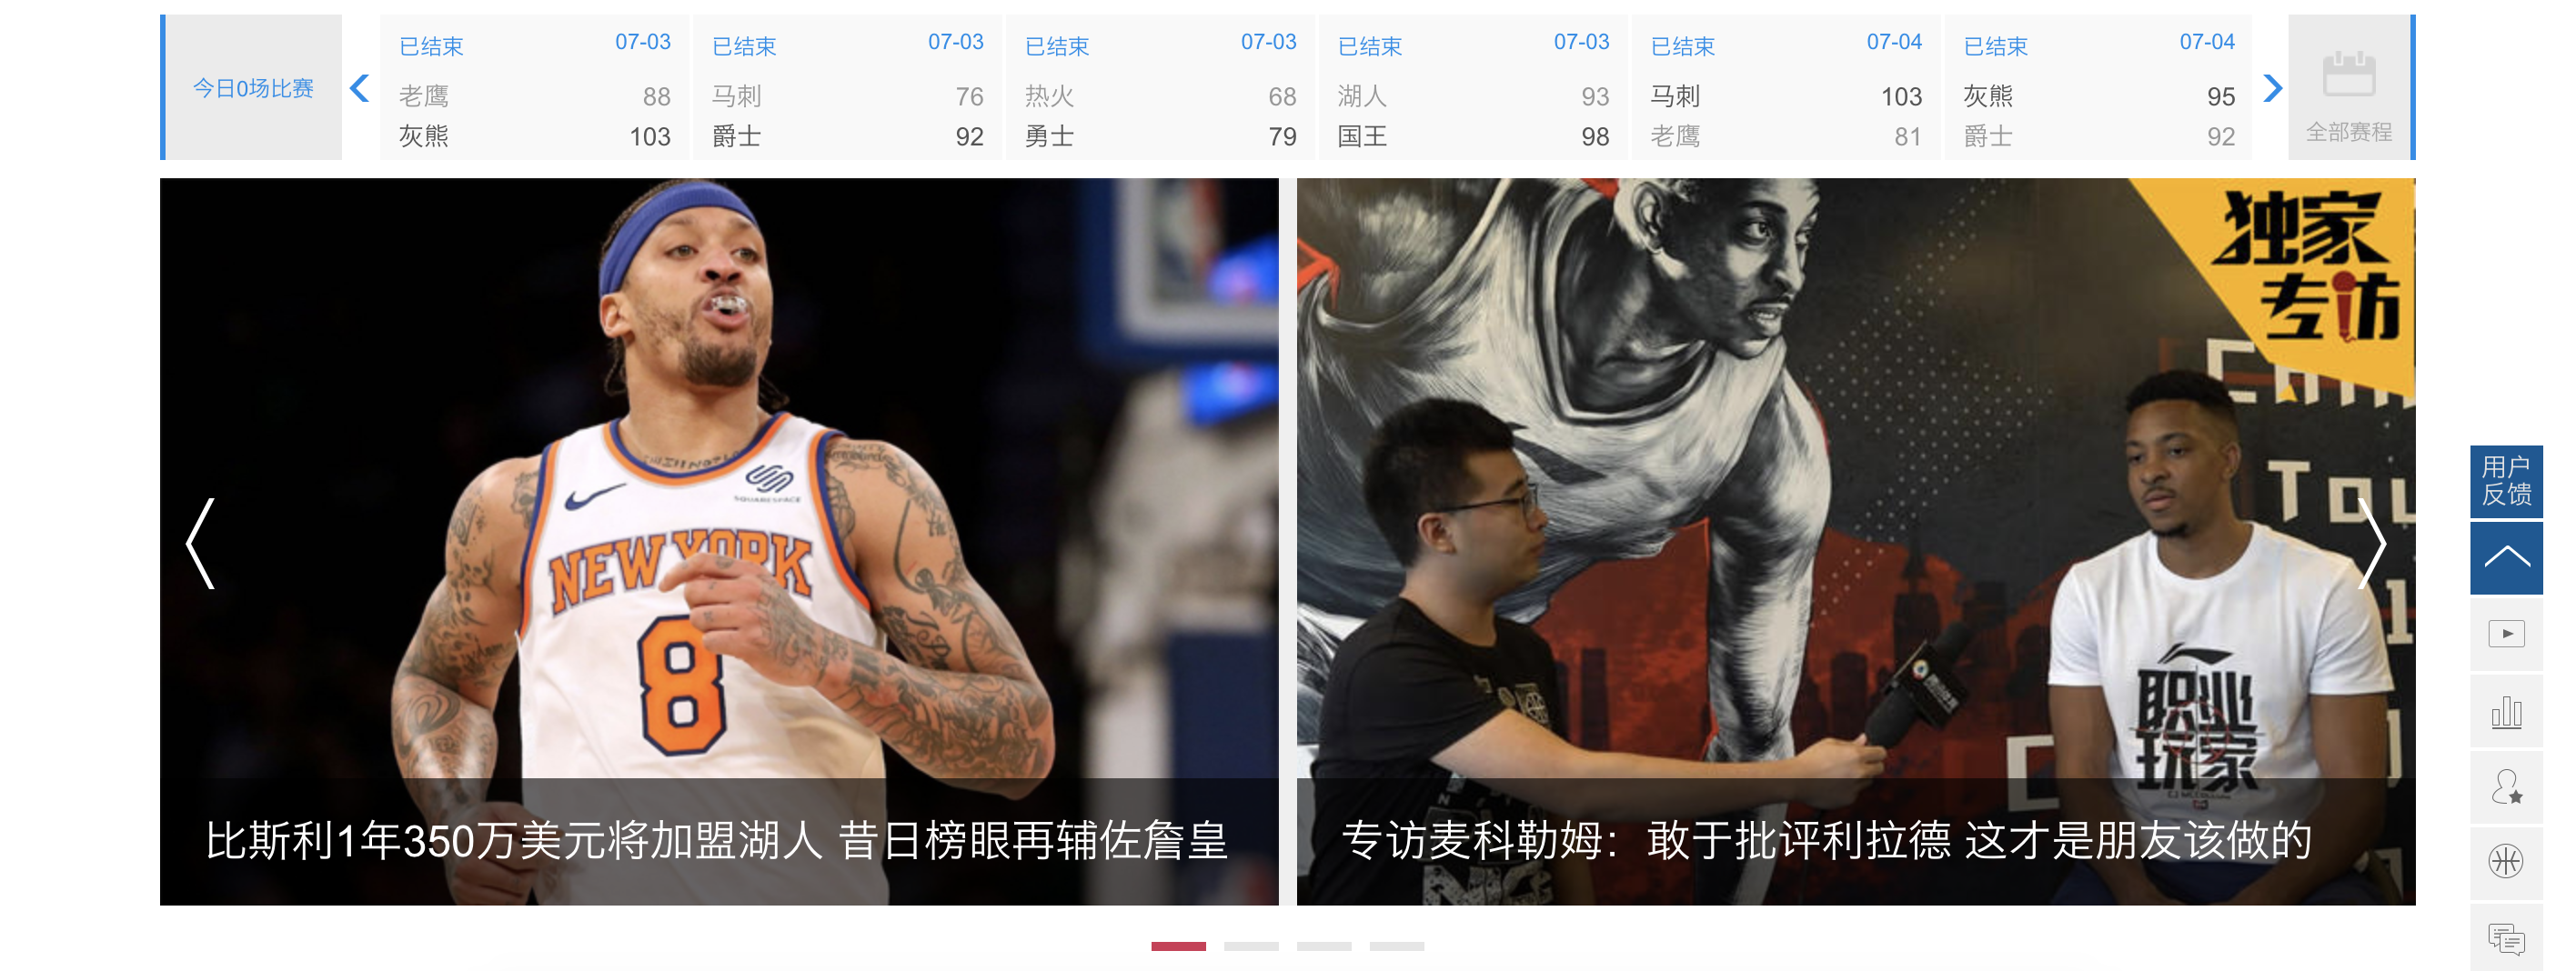 今日0场比赛
已结束 07-03
老鹰 88
灰熊 103
已结束 07-03
马刺 76
爵士 92
已结束 07-03
热火 68
勇士 79
已结束 07-03
湖人 93
国王 98
已结束 07-04
马刺 103
老鹰 81
已结束 07-04
灰熊 95
爵士 92
全部赛程
SQUARESPACE
NEW YORK
8
比斯利1年350万美元将加盟湖人 昔日榜眼再辅佐詹皇
独家
专访
职业
玩家
专访麦科勒姆：敢于批评利拉德 这才是朋友该做的
用户
反馈